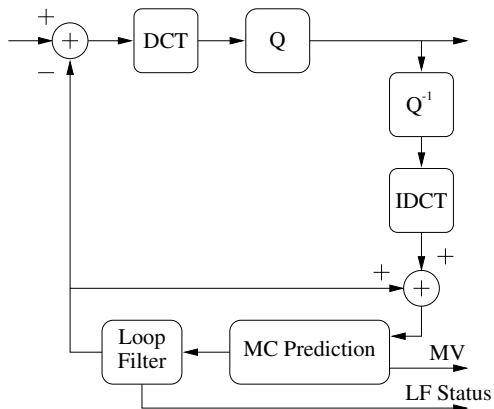 +
+
DCT
Q
−
Q⁻¹
IDCT
+
+
+
Loop
Filter
MC Prediction
MV
LF Status